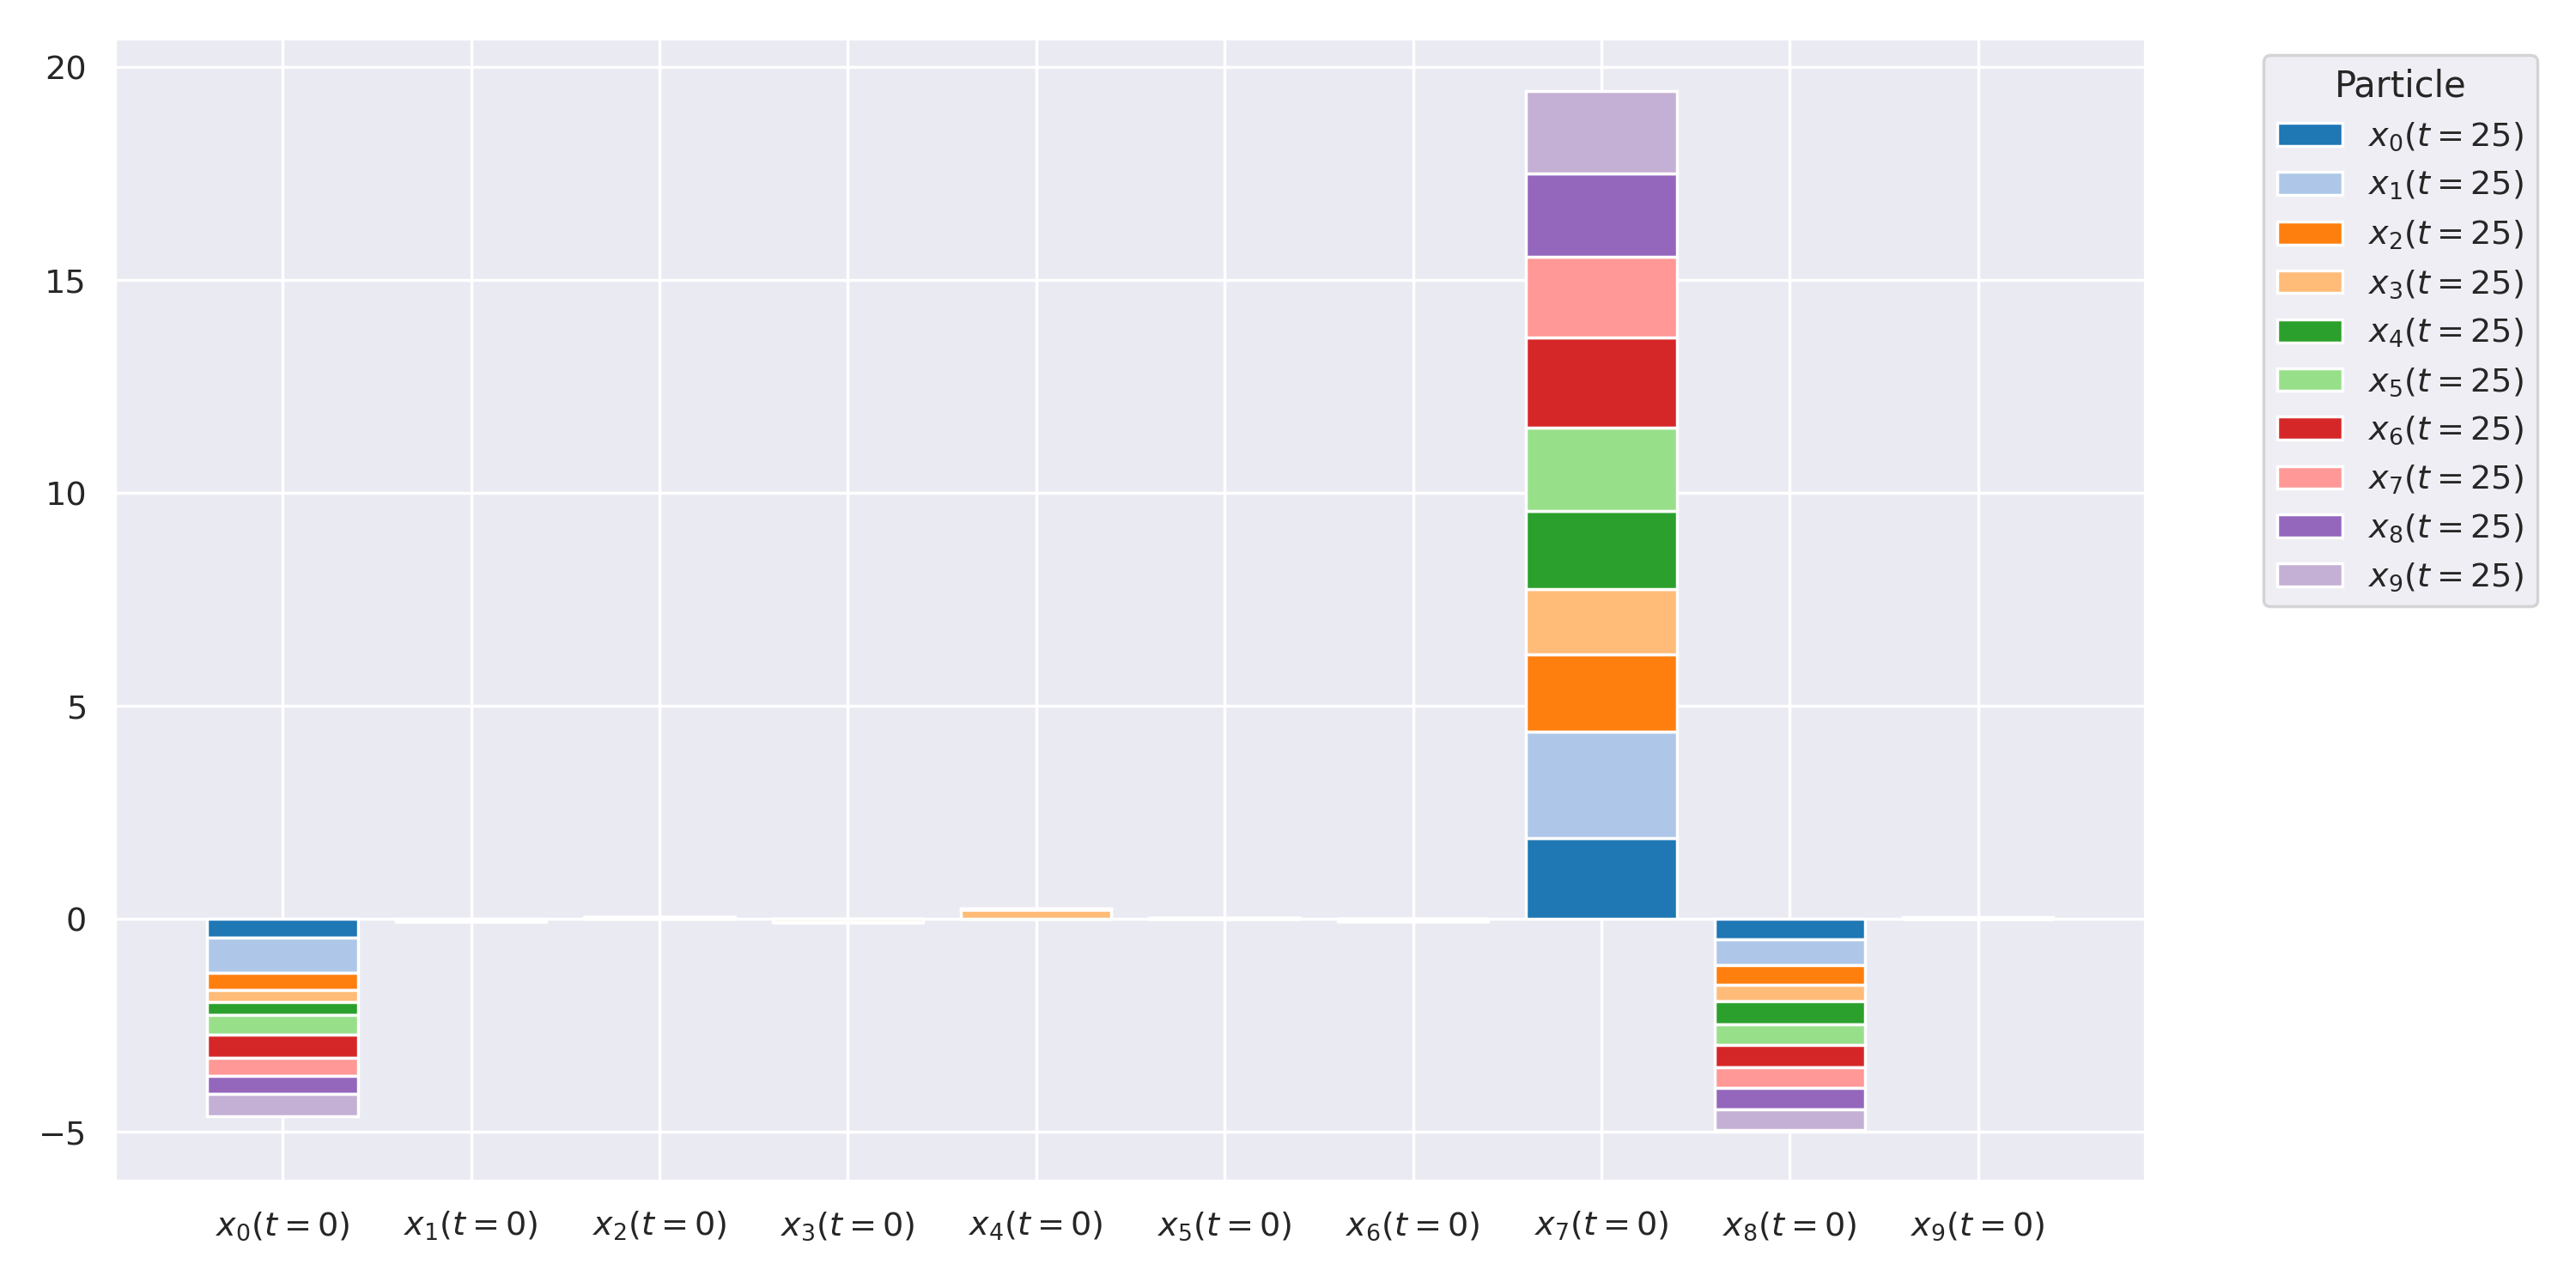 20
15
10
5
0
−5
x₀(t = 0) x₁(t = 0) x₂(t = 0) x₃(t = 0) x₄(t = 0) x₅(t = 0) x₆(t = 0) x₇(t = 0) x₈(t = 0) x₉(t = 0)
Particle
x₀(t = 25)
x₁(t = 25)
x₂(t = 25)
x₃(t = 25)
x₄(t = 25)
x₅(t = 25)
x₆(t = 25)
x₇(t = 25)
x₈(t = 25)
x₉(t = 25)